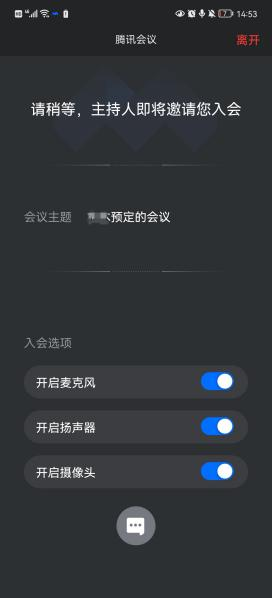 14:53
腾讯会议
离开
请稍等，主持人即将邀请您入会
会议主题 预定的会议
入会选项
开启麦克风
开启扬声器
开启摄像头